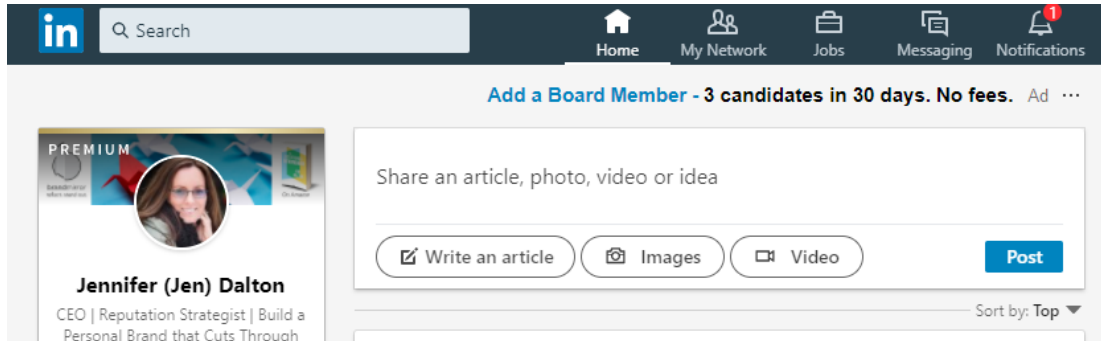 in Search
1
Home My Network Jobs Messaging Notifications
Add a Board Member - 3 candidates in 30 days. No fees. Ad ...
PREMIUM
Share an article, photo, video or idea
Write an article Images Video Post
Jennifer (Jen) Dalton
CEO | Reputation Strategist | Build a
Personal Brand that Cuts Through
Sort by: Top